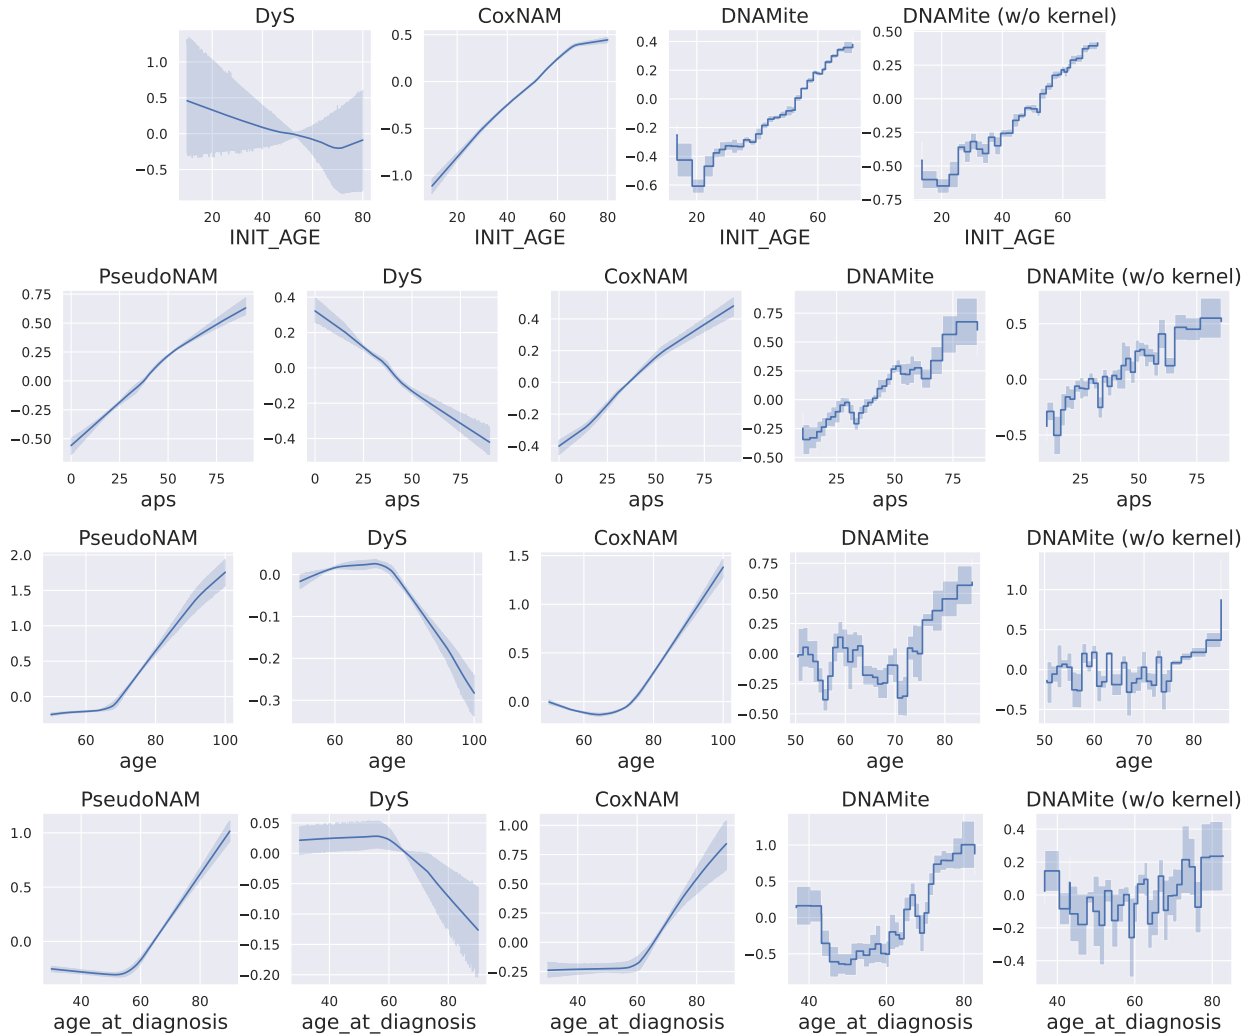 DyS CoxNAM DNAMite DNAMite (w/o kernel)
1.0 0.5 0.0 −0.5
0.5 0.0 −0.5 −1.0
0.4 0.2 0.0 −0.2 −0.4 −0.6
0.50 0.25 0.00 −0.25 −0.50 −0.75
20 40 60 80 20 40 60 80 20 40 60 20 40 60
INIT_AGE INIT_AGE INIT_AGE INIT_AGE
PseudoNAM DyS CoxNAM DNAMite DNAMite (w/o kernel)
0.75 0.50 0.25 0.00 −0.25 −0.50
0.4 0.2 0.0 −0.2 −0.4
0.4 0.2 0.0 −0.2 −0.4
0.75 0.50 0.25 0.00 −0.25 −0.50
0.5 0.0 −0.5
0 25 50 75 0 25 50 75 0 25 50 75 25 50 75 25 50 75
aps aps aps aps aps
PseudoNAM DyS CoxNAM DNAMite DNAMite (w/o kernel)
2.0 1.5 1.0 0.5 0.0
0.0 −0.1 −0.2 −0.3
1.5 1.0 0.5 0.0
0.75 0.50 0.25 0.00 −0.25 −0.50
1.0 0.5 0.0 −0.5
60 80 100 60 80 100 60 80 100 50 60 70 80 50 60 70 80
age age age age age
PseudoNAM DyS CoxNAM DNAMite DNAMite (w/o kernel)
1.0 0.5 0.0
0.05 0.00 −0.05 −0.10 −0.15 −0.20
1.00 0.75 0.50 0.25 0.00 −0.25
1.0 0.5 0.0 −0.5
0.4 0.2 0.0 −0.2 −0.4
40 60 80 40 60 80 40 60 80 40 60 80 40 60 80
age_at_diagnosis age_at_diagnosis age_at_diagnosis age_at_diagnosis age_at_diagnosis